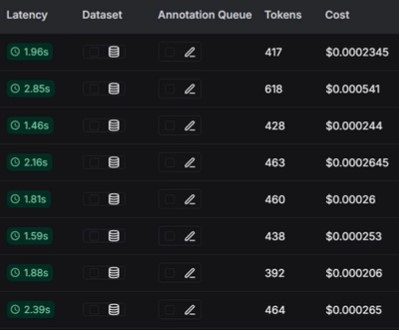 Latency Dataset Annotation Queue Tokens Cost
1.96s 417 $0.0002345
2.85s 618 $0.000541
1.46s 428 $0.000244
2.16s 463 $0.0002645
1.81s 460 $0.00026
1.59s 438 $0.000253
1.88s 392 $0.000206
2.39s 464 $0.000265